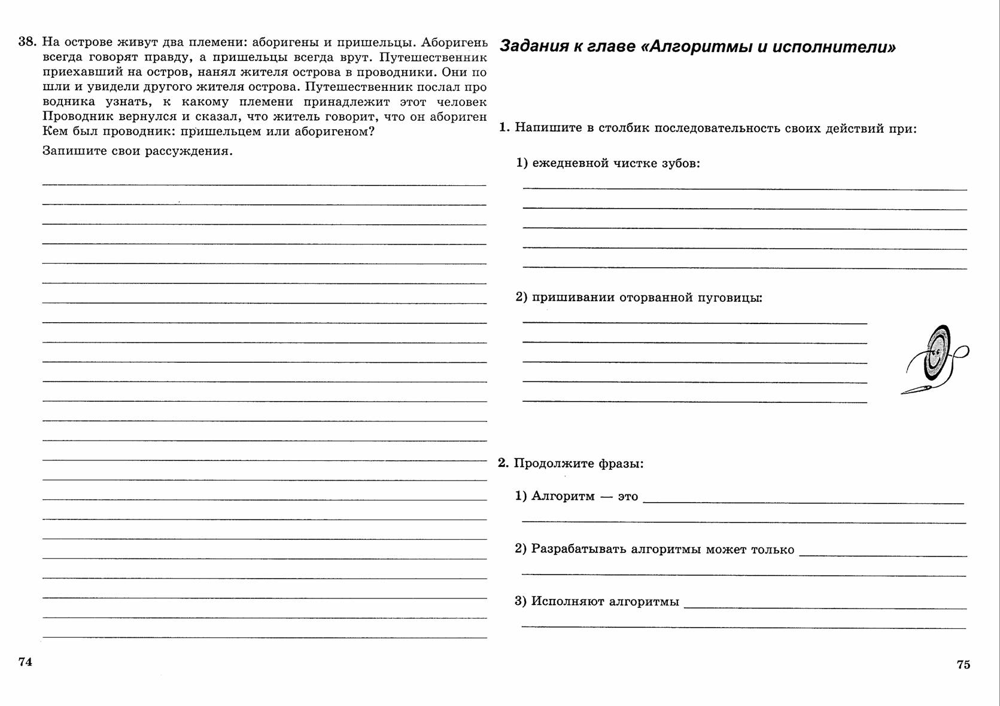 38. На острове живут два племени: аборигены и пришельцы. Аборигень
всегда говорят правду, а пришельцы всегда врут. Путешественник
приехавший на остров, нанял жителя острова в проводники. Они по
шли и увидели другого жителя острова. Путешественник послал про
водника узнать, к какому племени принадлежит этот человек
Проводник вернулся и сказал, что житель говорит, что он абориген
Кем был проводник: пришельцем или аборигеном?
Запишите свои рассуждения.
74
Задания к главе «Алгоритмы и исполнители»
1. Напишите в столбик последовательность своих действий при:
1) ежедневной чистке зубов:
2) пришивании оторванной пуговицы:
2. Продолжите фразы:
1) Алгоритм — это
2) Разрабатывать алгоритмы может только
3) Исполняют алгоритмы
75